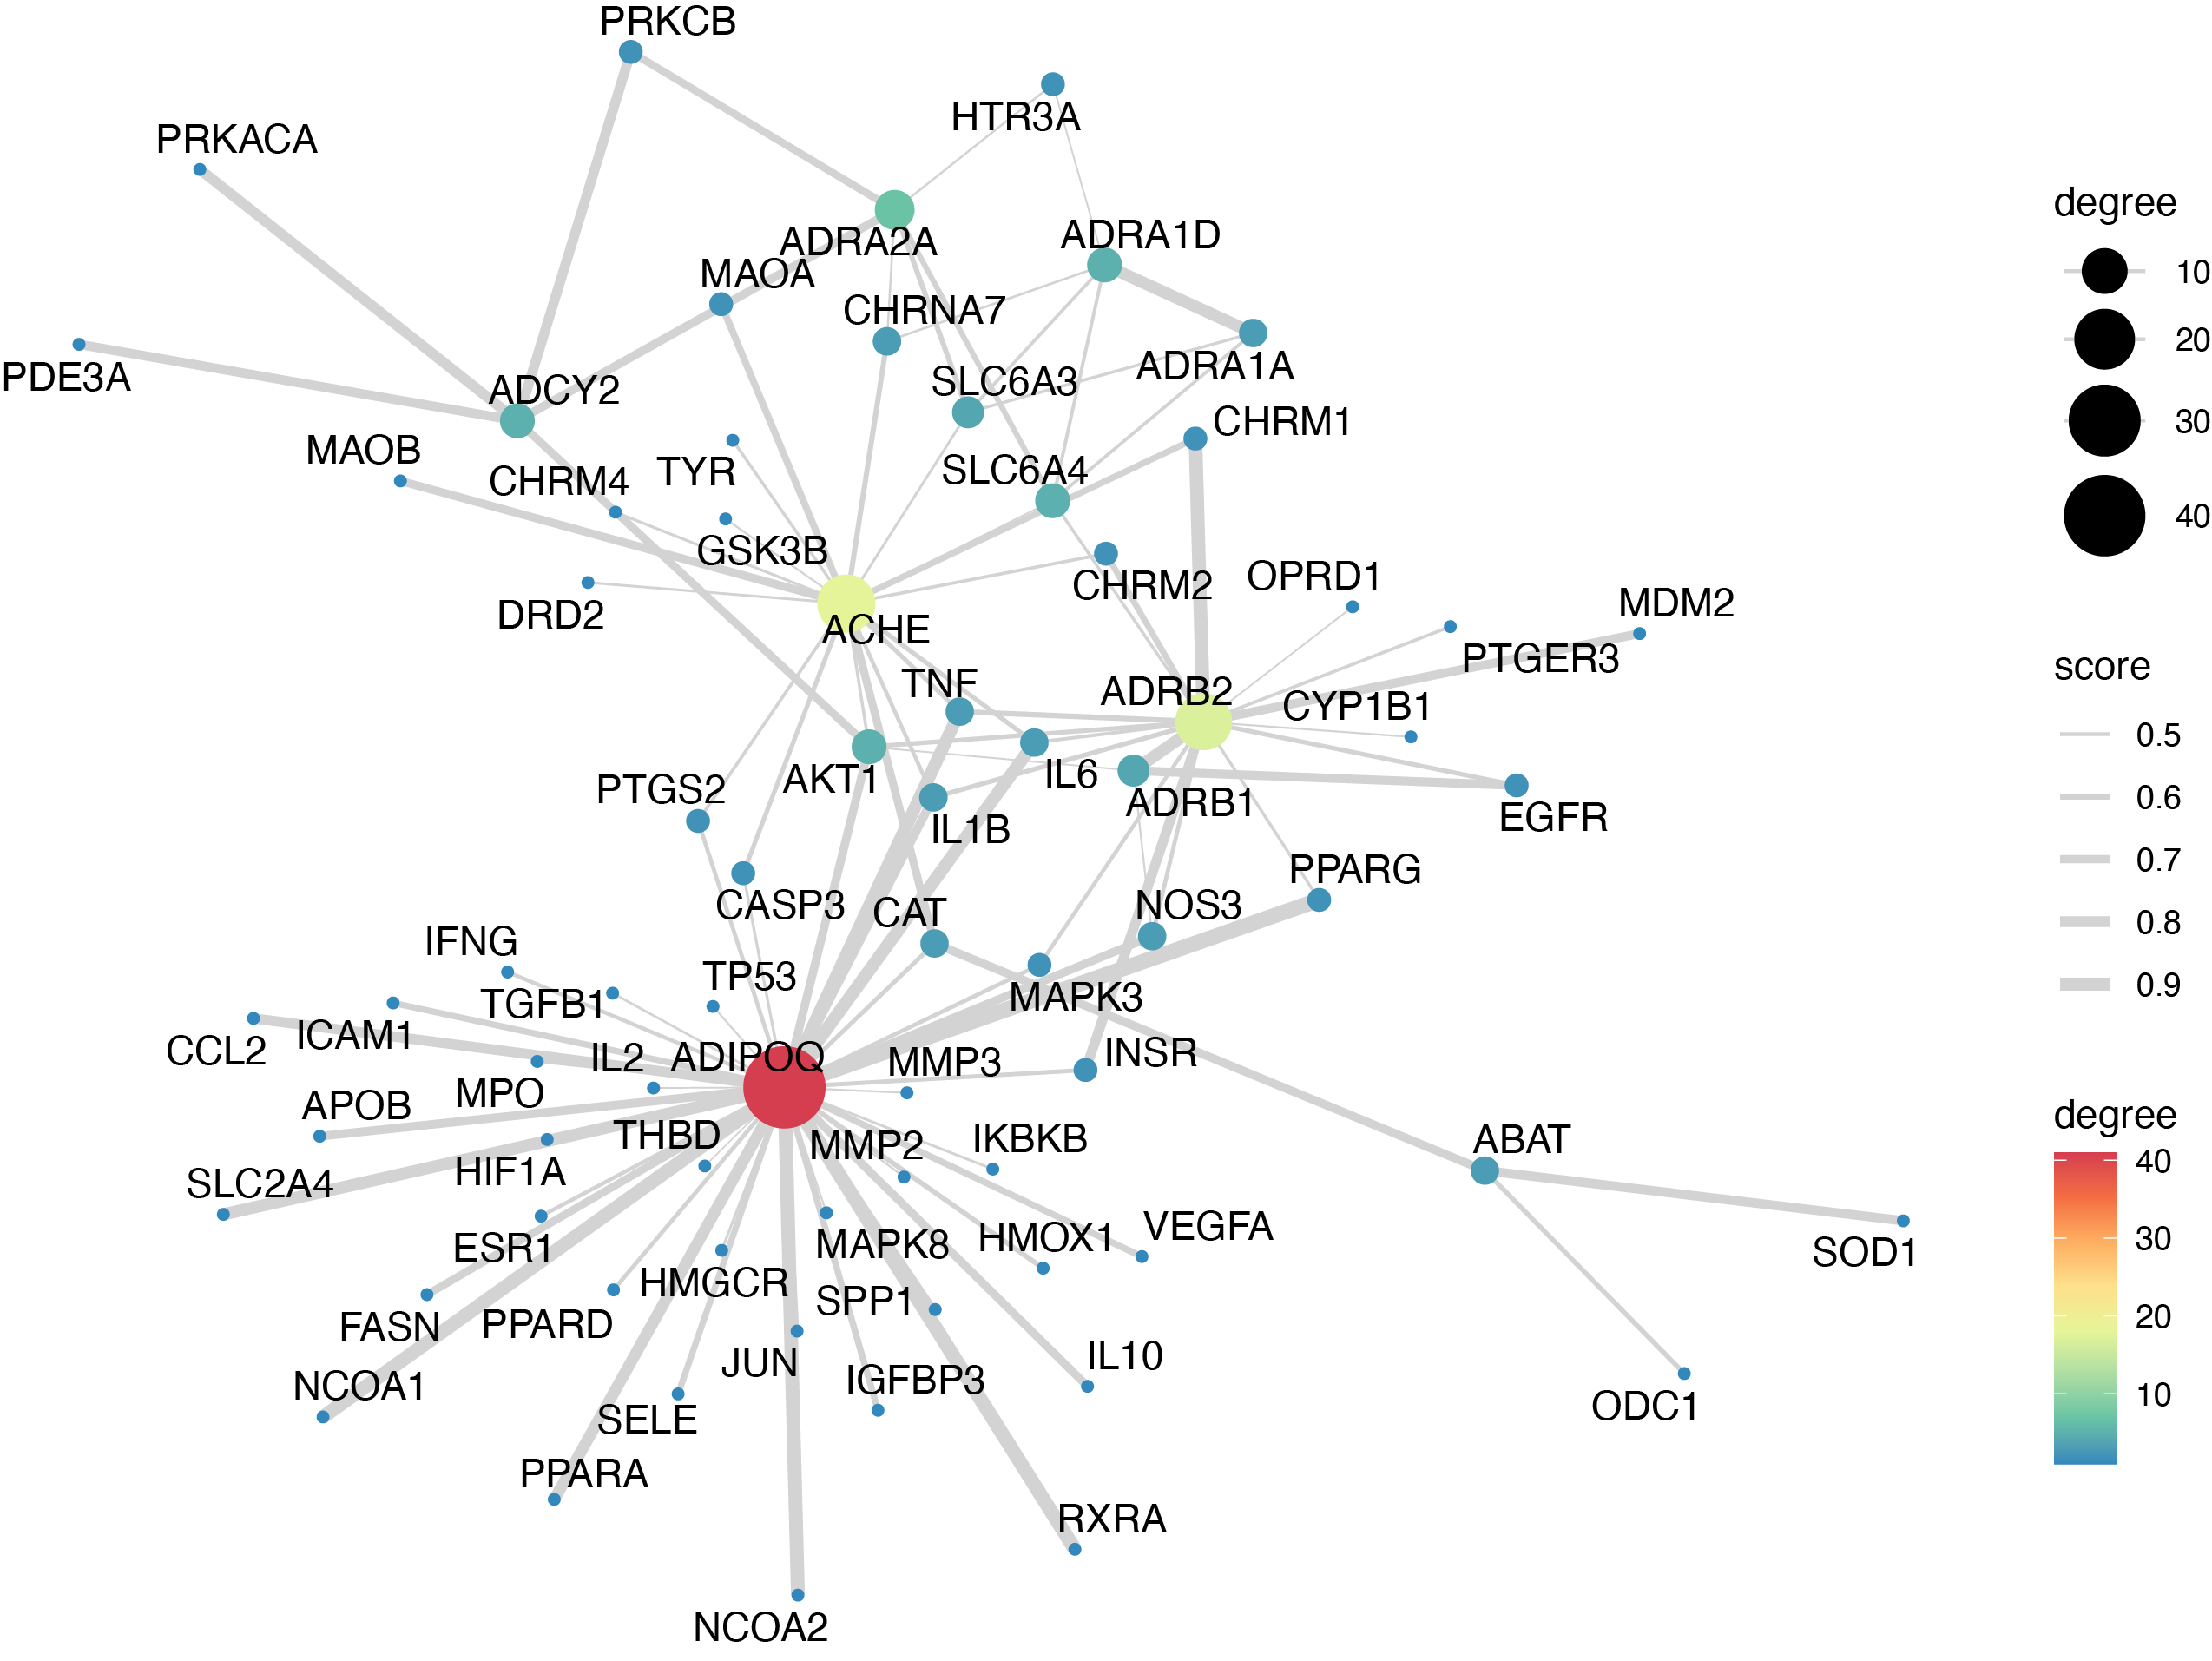 PRKCB
HTR3A
PRKACA
ADRA2A
ADRA1D
MAOA
CHRNA7
PDE3A
ADCY2
SLC6A3
ADRA1A
CHRM1
MAOB
CHRM4
TYR
SLC6A4
GSK3B
CHRM2
OPRD1
DRD2
ACHE
MDM2
PTGER3
TNF
ADRB2
CYP1B1
AKT1
IL6
PTGS2
ADRB1
IL1B
EGFR
PPARG
CASP3
CAT
NOS3
IFNG
TP53
TGFB1
MAPK3
ICAM1
CCL2
IL2
ADIPOQ
MMP3
INSR
MPO
APOB
THBD
MMP2
IKBKB
ABAT
HIF1A
SLC2A4
ESR1
MAPK8
HMOX1
VEGFA
SOD1
HMGCR
SPP1
FASN
PPARD
JUN
IGFBP3
IL10
NCOA1
ODC1
SELE
PPARA
RXRA
NCOA2
degree
10
20
30
40
score
0.5
0.6
0.7
0.8
0.9
degree
40
30
20
10